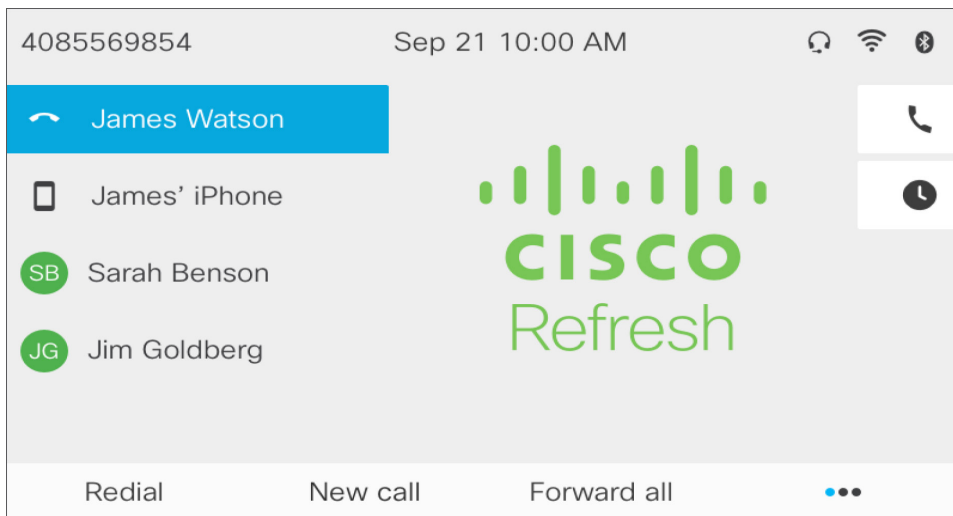 4085569854 Sep 21 10:00 AM
James Watson
James’ iPhone
SB Sarah Benson
JG Jim Goldberg
CISCO
Refresh
Redial New call Forward all